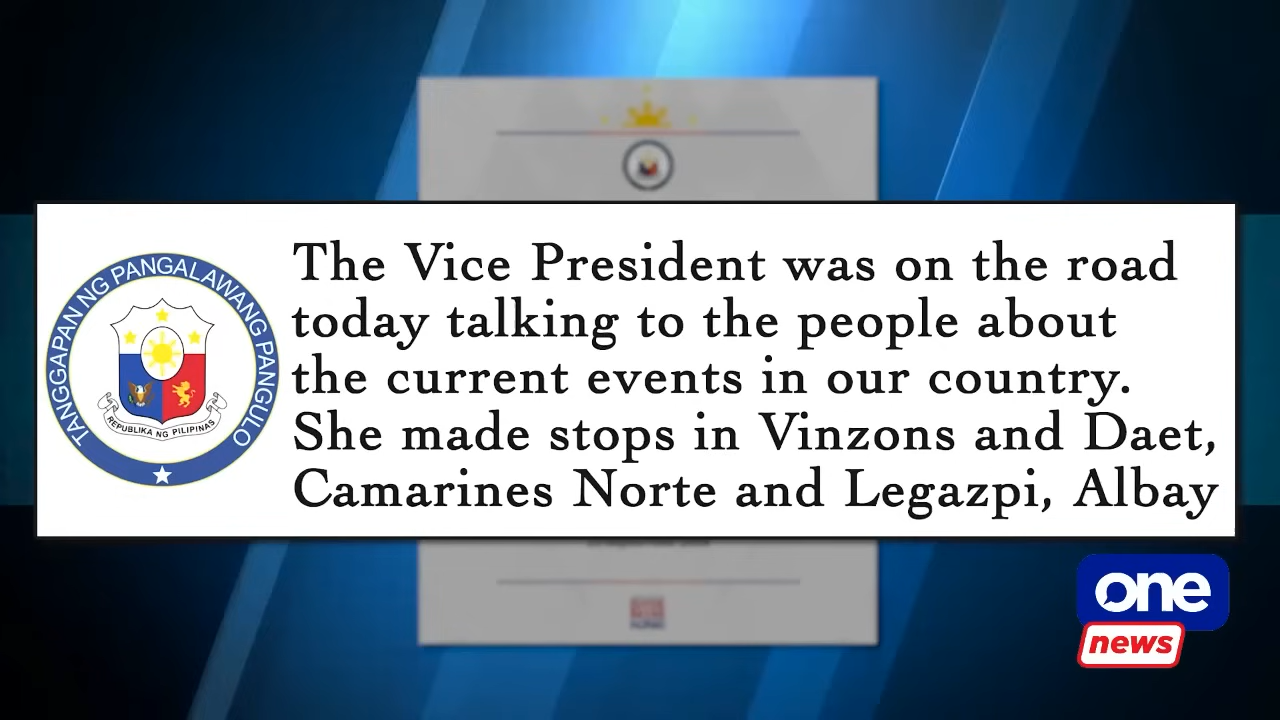 TANGGAPAN NG PANGALAWANG PANGULO
REPUBLIKA NG PILIPINAS
The Vice President was on the road
today talking to the people about
the current events in our country.
She made stops in Vinzons and Daet,
Camarines Norte and Legazpi, Albay
one
news